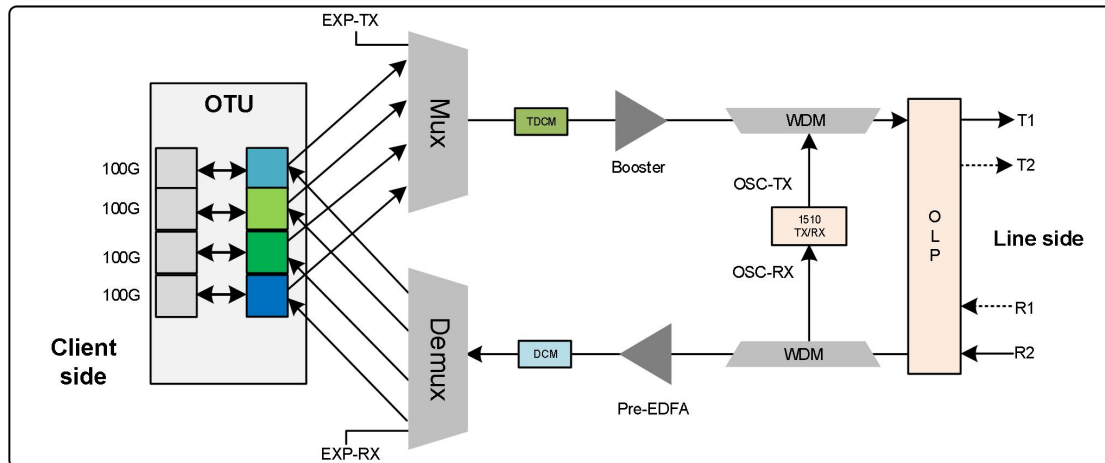 EXP-TX
OTU
100G
100G
100G
100G
Client
side
Mux
TDCM
Booster
WDM
OSC-TX
1510
TX/RX
OSC-RX
OLP
T1
T2
Line side
R1
R2
Demux
DCM
Pre-EDFA
WDM
EXP-RX